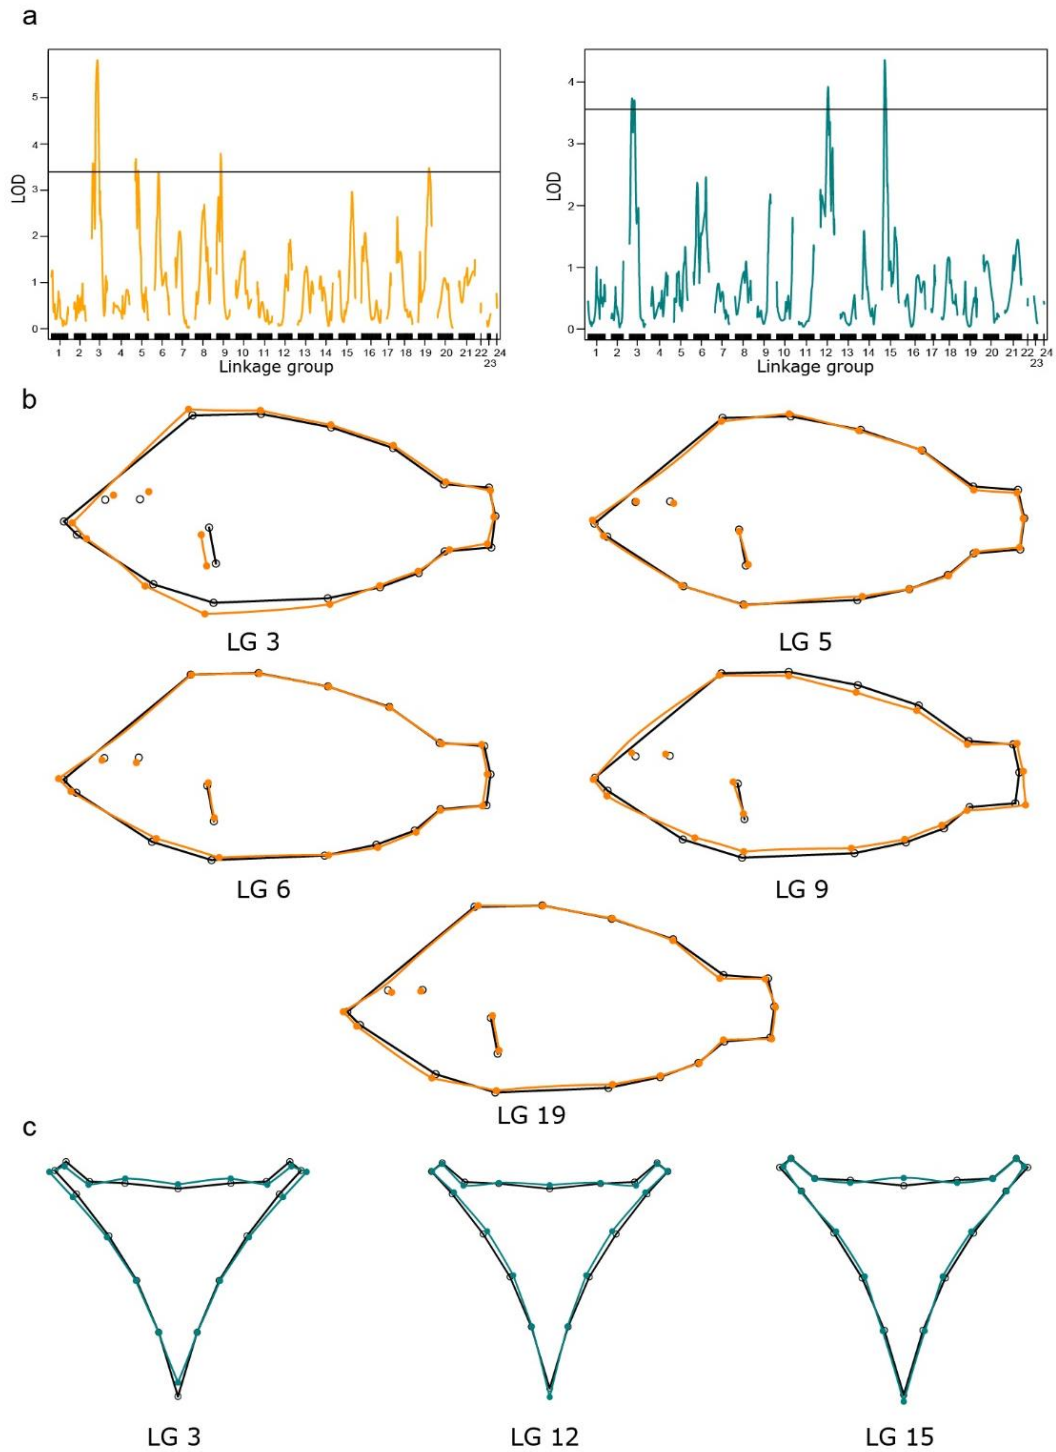 a
5
4
3
2
1
0
LOD
1 2 3 4 5 6 7 8 9 10 11 12 13 14 15 16 17 18 19 20 21 22 23 24
Linkage group
4
3
2
1
0
LOD
1 2 3 4 5 6 7 8 9 10 11 12 13 14 15 16 17 18 19 20 21 22 23 24
Linkage group
b
LG 3
LG 5
LG 6
LG 9
LG 19
c
LG 3
LG 12
LG 15